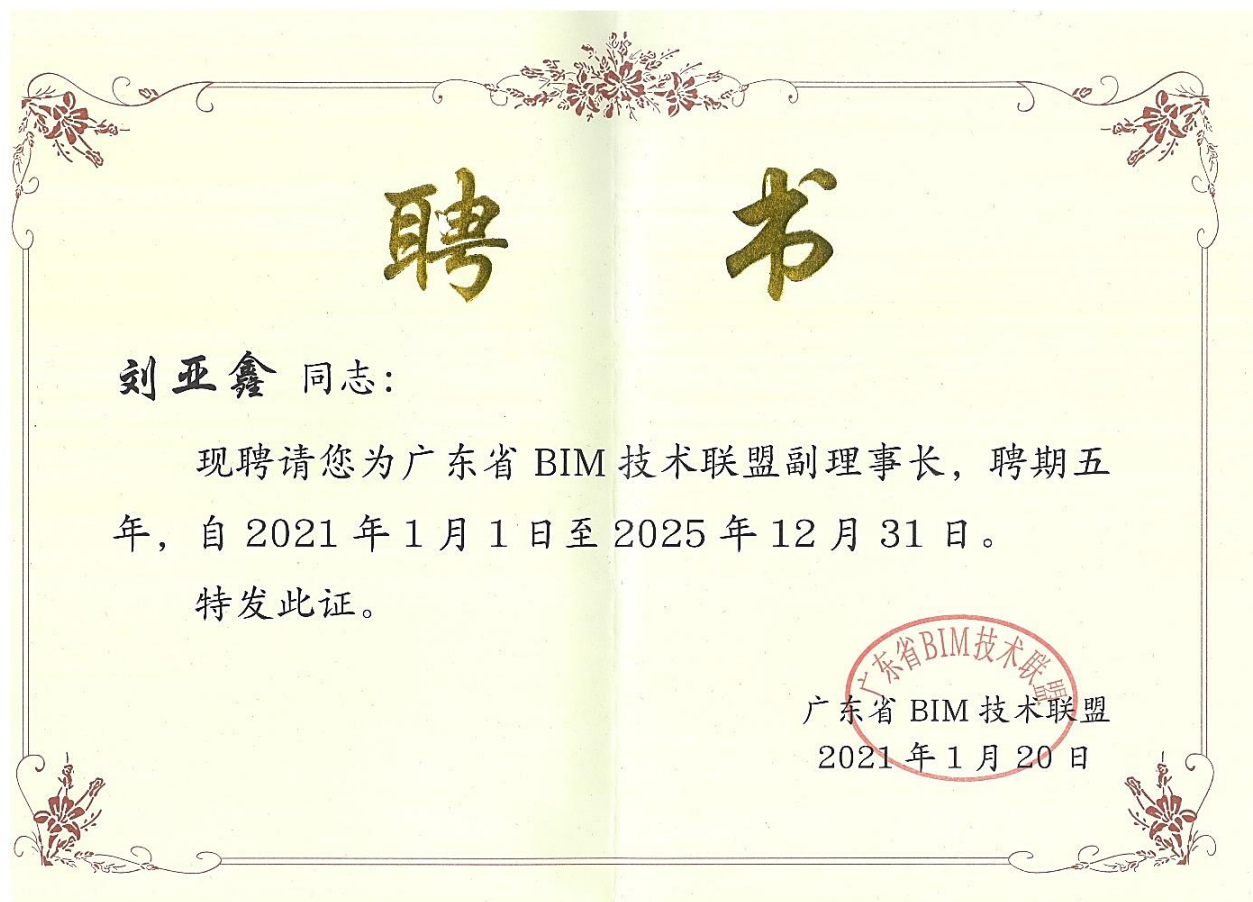 聘 书
刘亚鑫 同志：
现聘请您为广东省 BIM 技术联盟副理事长，聘期五
年，自 2021 年 1 月 1 日至 2025 年 12 月 31 日。
特发此证。
广东省BIM技术联盟
广东省 BIM 技术联盟
2021 年 1 月 20 日